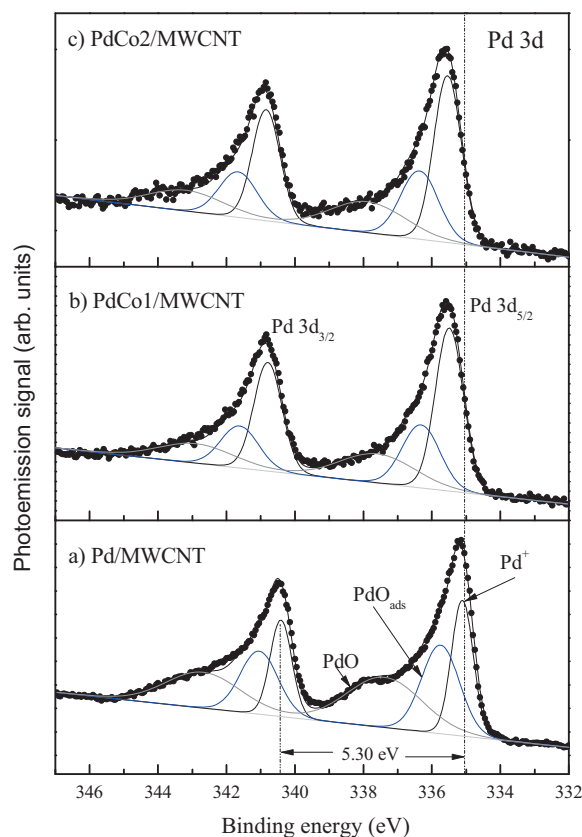 c) PdCo2/MWCNT
Pd 3d
b) PdCo1/MWCNT
Pd 3d3/2
Pd 3d5/2
a) Pd/MWCNT
Pd+
PdOads
PdO
5.30 eV
346 344 342 340 338 336 334 332
Binding energy (eV)
Photoemission signal (arb. units)